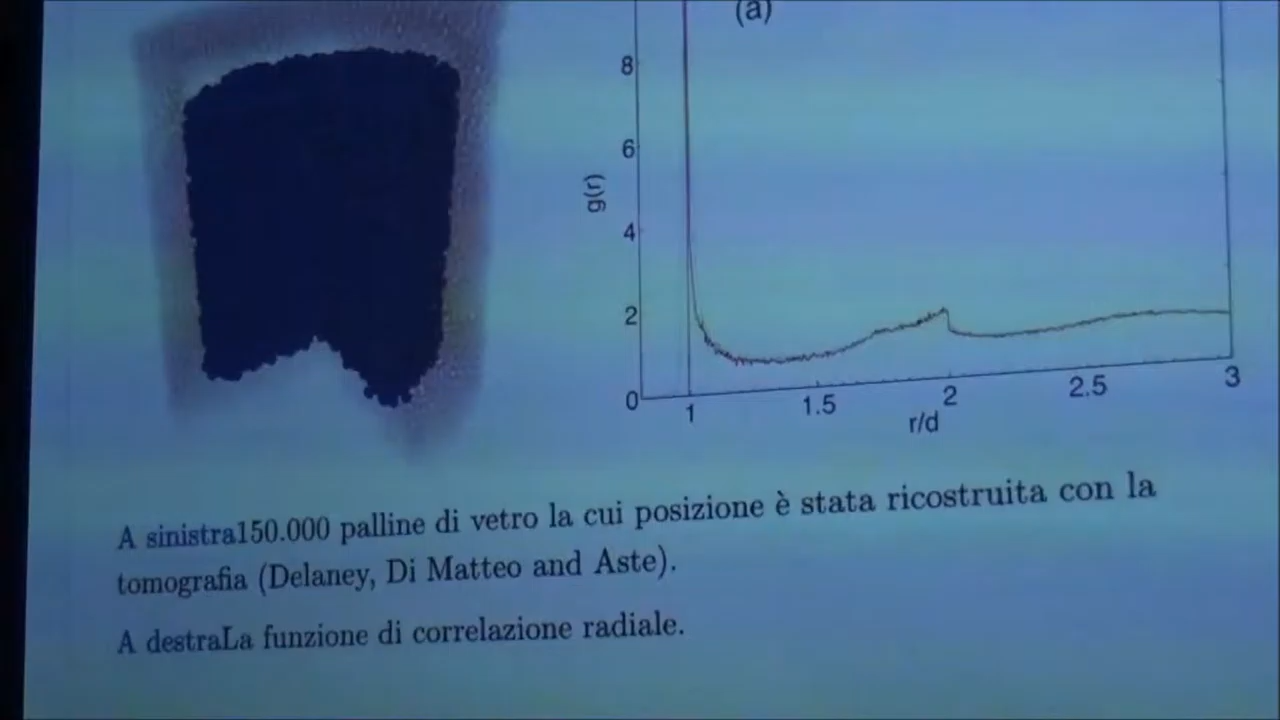 (a)
8
6
g(r)
4
2
0
1
1.5
2
2.5
3
r/d
A sinistra150.000 palline di vetro la cui posizione è stata ricostruita con la
tomografia (Delaney, Di Matteo and Aste).
A destraLa funzione di correlazione radiale.